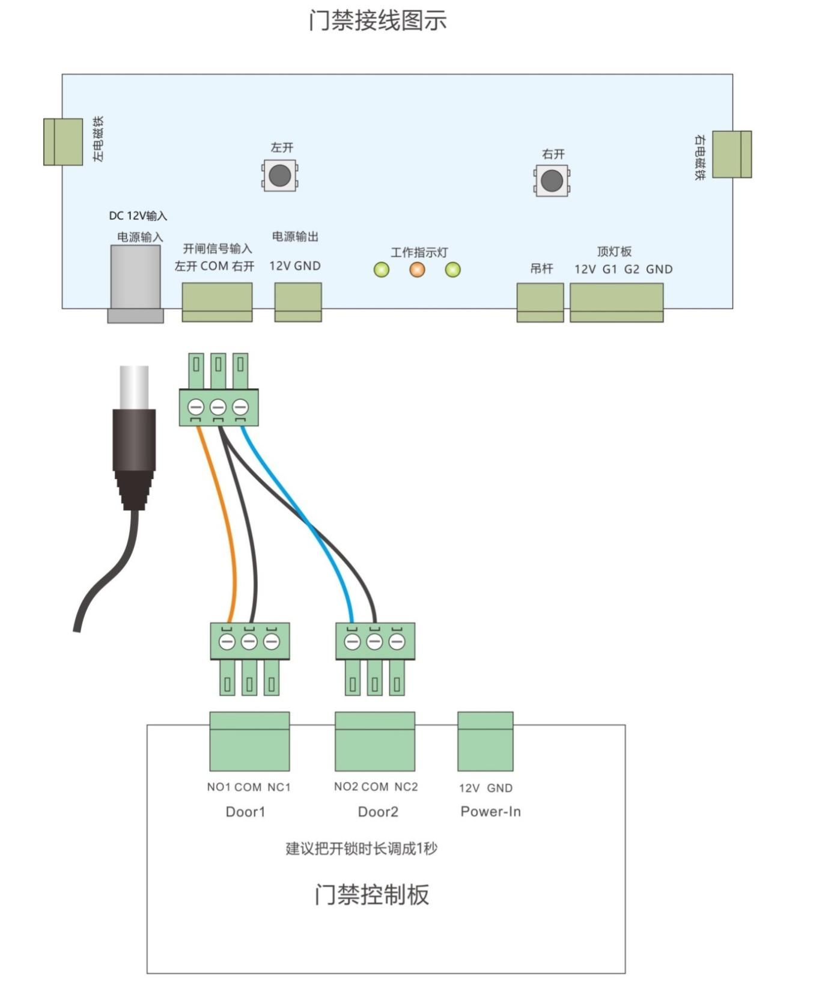 门禁接线图示
左电磁铁
右电磁铁
左开
右开
DC 12V输入
电源输入
开闸信号输入
左开 COM 右开
电源输出
12V GND
工作指示灯
吊杆
顶灯板
12V G1 G2 GND
NO1 COM NC1
Door1
NO2 COM NC2
Door2
12V GND
Power-In
建议把开锁时长调成1秒
门禁控制板